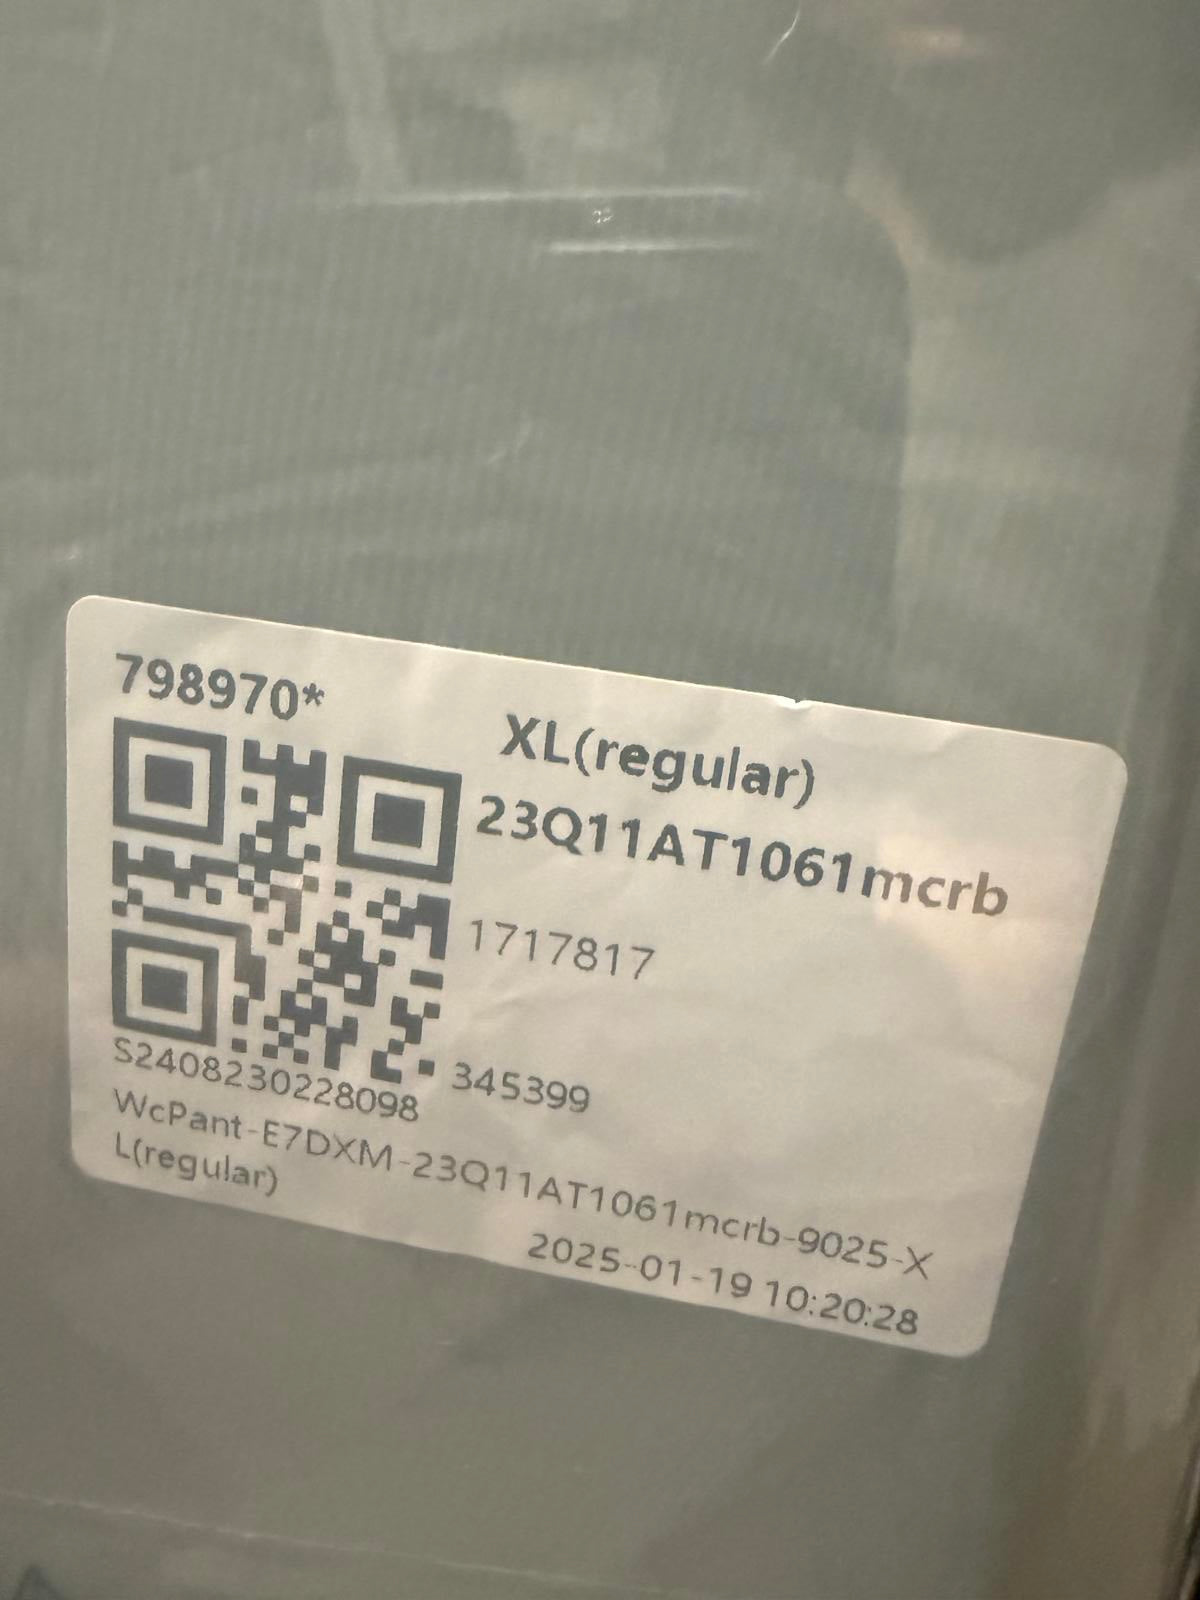 798970*
XL(regular)
23Q11AT1061mcrb
1717817
345399
S2408230228098
WcPant-E7DXM-23Q11AT1061mcrb-9025-X
L(regular)
2025-01-19 10:20:28